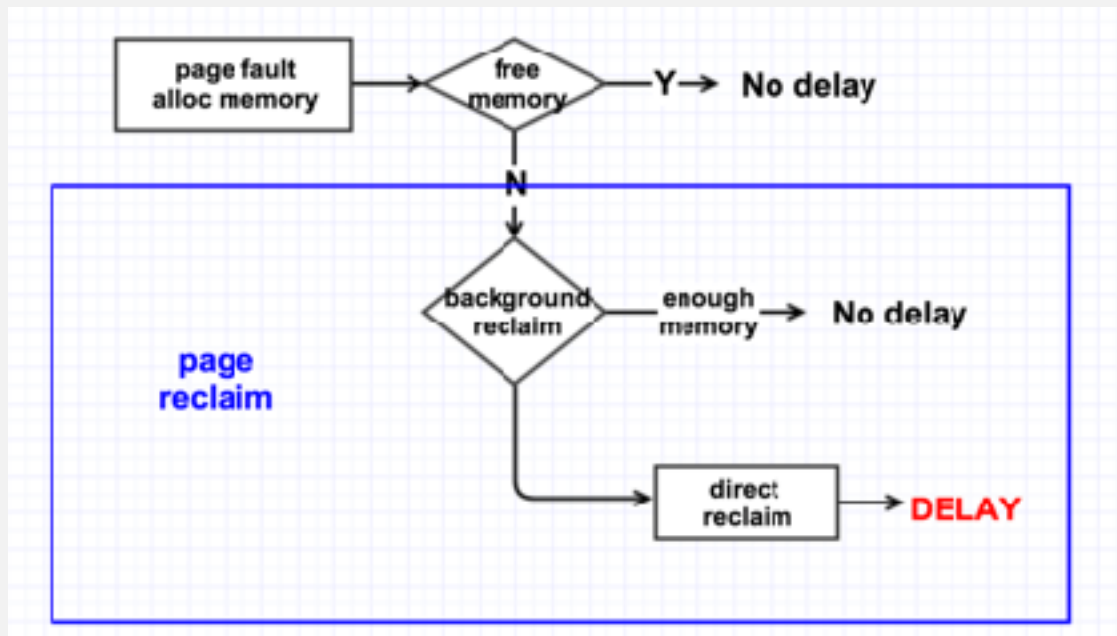 page fault
alloc memory
free
memory
Y
No delay
N
background
reclaim
enough
memory
No delay
page
reclaim
direct
reclaim
DELAY